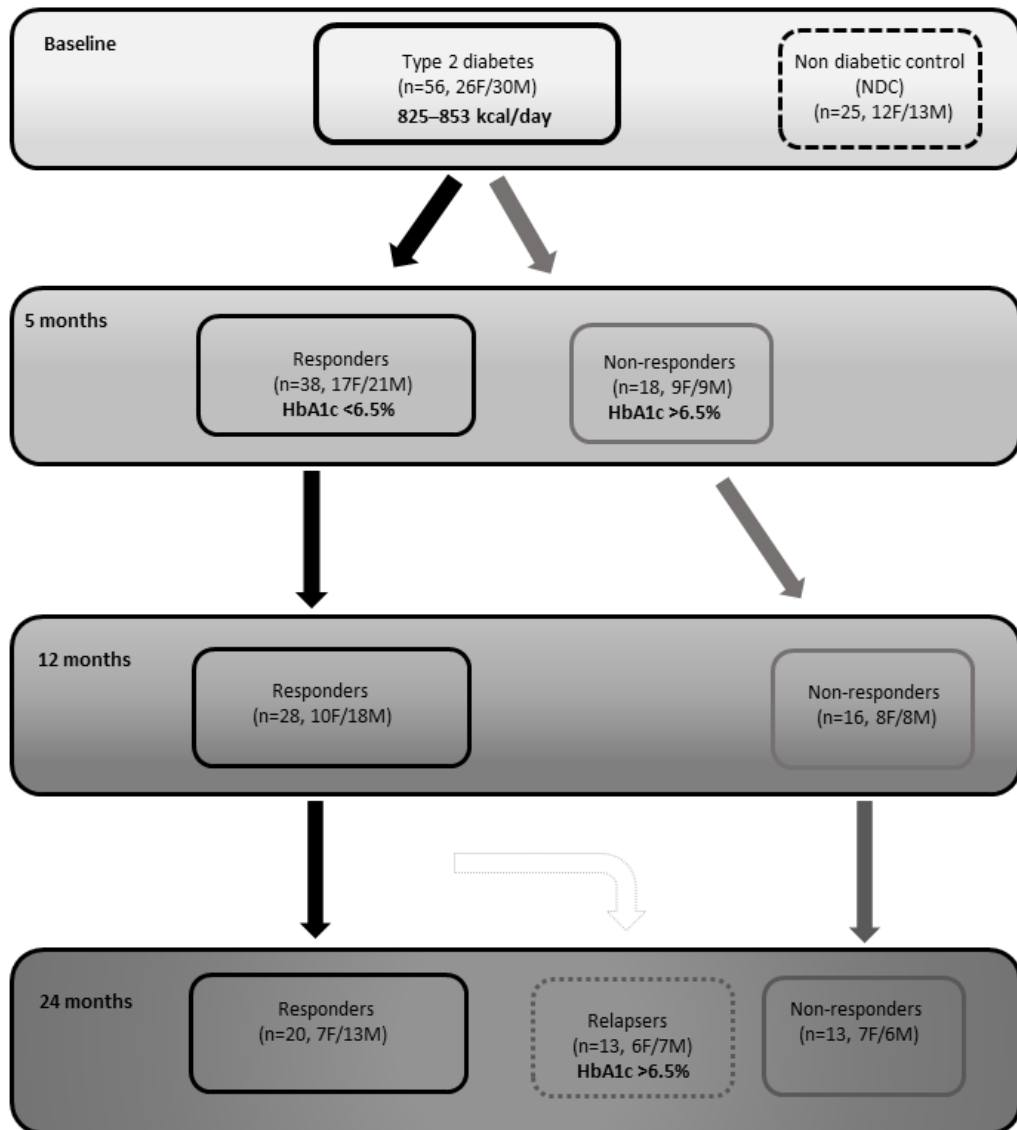 Baseline
Type 2 diabetes
(n=56, 26F/30M)
825–853 kcal/day
Non diabetic control
(NDC)
(n=25, 12F/13M)
5 months
Responders
(n=38, 17F/21M)
HbA1c <6.5%
Non-responders
(n=18, 9F/9M)
HbA1c >6.5%
12 months
Responders
(n=28, 10F/18M)
Non-responders
(n=16, 8F/8M)
24 months
Responders
(n=20, 7F/13M)
Relapsers
(n=13, 6F/7M)
HbA1c >6.5%
Non-responders
(n=13, 7F/6M)